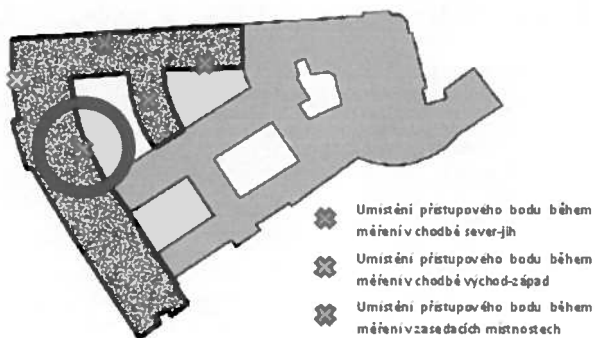 Umístění přístupového bodu během
měření v chodbě sever-jih
Umístění přístupového bodu během
měření v chodbě východ-západ
Umístění přístupového bodu během
měření v zasedacích místnostech